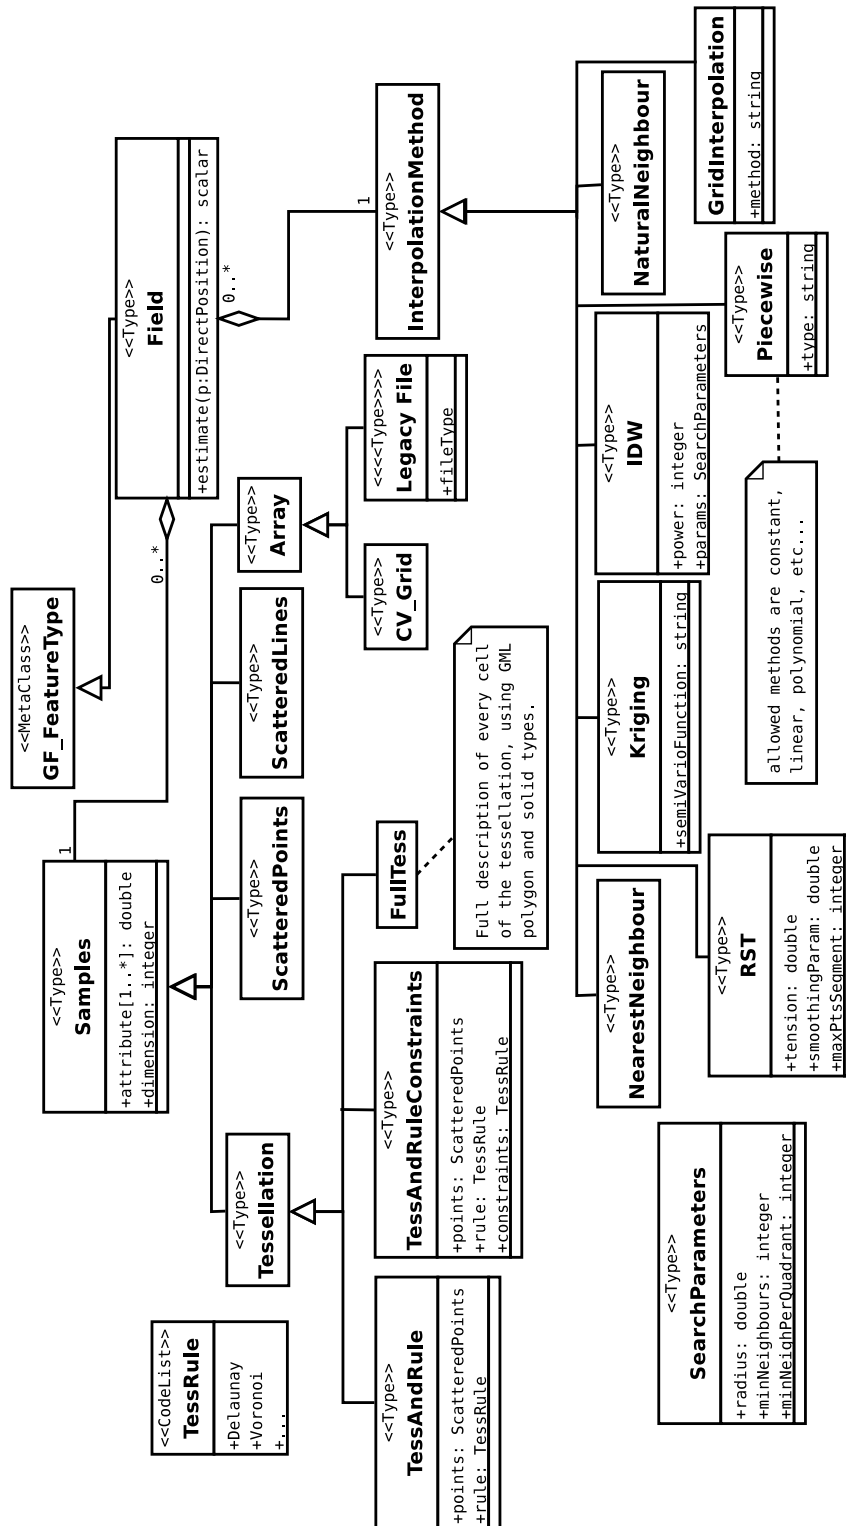 <<MetaClass>>
GF_FeatureType
<<Type>>
Field
+estimate(p:DirectPosition): scalar
0..*
0..*
1
1
<<Type>>
Samples
+attribute[1..*]: double
+dimension: integer
<<Type>>
InterpolationMethod
<<CodeList>>
TessRule
+Delaunay
+Voronoi
+...
<<Type>>
Tessellation
<<Type>>
ScatteredPoints
<<Type>>
ScatteredLines
<<Type>>
Array
<<Type>>
CV_Grid
<<<<Type>>>>
Legacy File
+fileType
<<Type>>
TessAndRule
+points: ScatteredPoints
+rule: TessRule
<<Type>>
TessAndRuleConstraints
+points: ScatteredPoints
+rule: TessRule
+constraints: TessRule
FullTess
Full description of every cell
of the tessellation, using GML
polygon and solid types.
<<Type>>
SearchParameters
+radius: double
+minNeighbours: integer
+minNeighPerQuadrant: integer
<<Type>>
NearestNeighbour
<<Type>>
RST
+tension: double
+smoothingParam: double
+maxPtsSegment: integer
<<Type>>
Kriging
+semiVarioFunction: string
<<Type>>
IDW
+power: integer
+params: SearchParameters
<<Type>>
Piecewise
+type: string
allowed methods are constant,
linear, polynomial, etc...
<<Type>>
NaturalNeighbour
GridInterpolation
+method: string